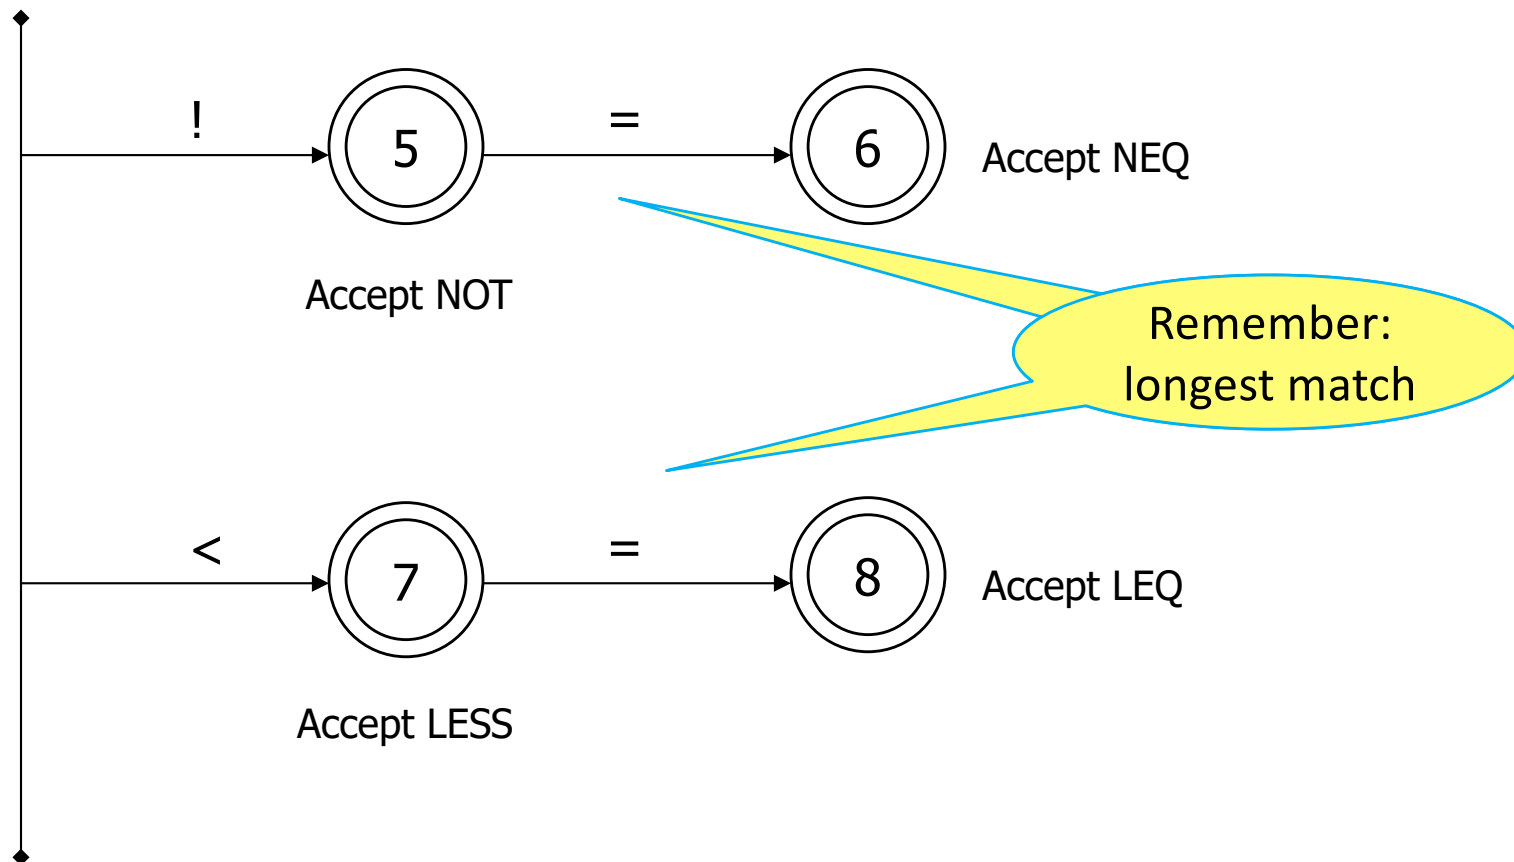 ! 5 = 6 Accept NEQ
Accept NOT
Remember:
longest match
< 7 = 8 Accept LEQ
Accept LESS